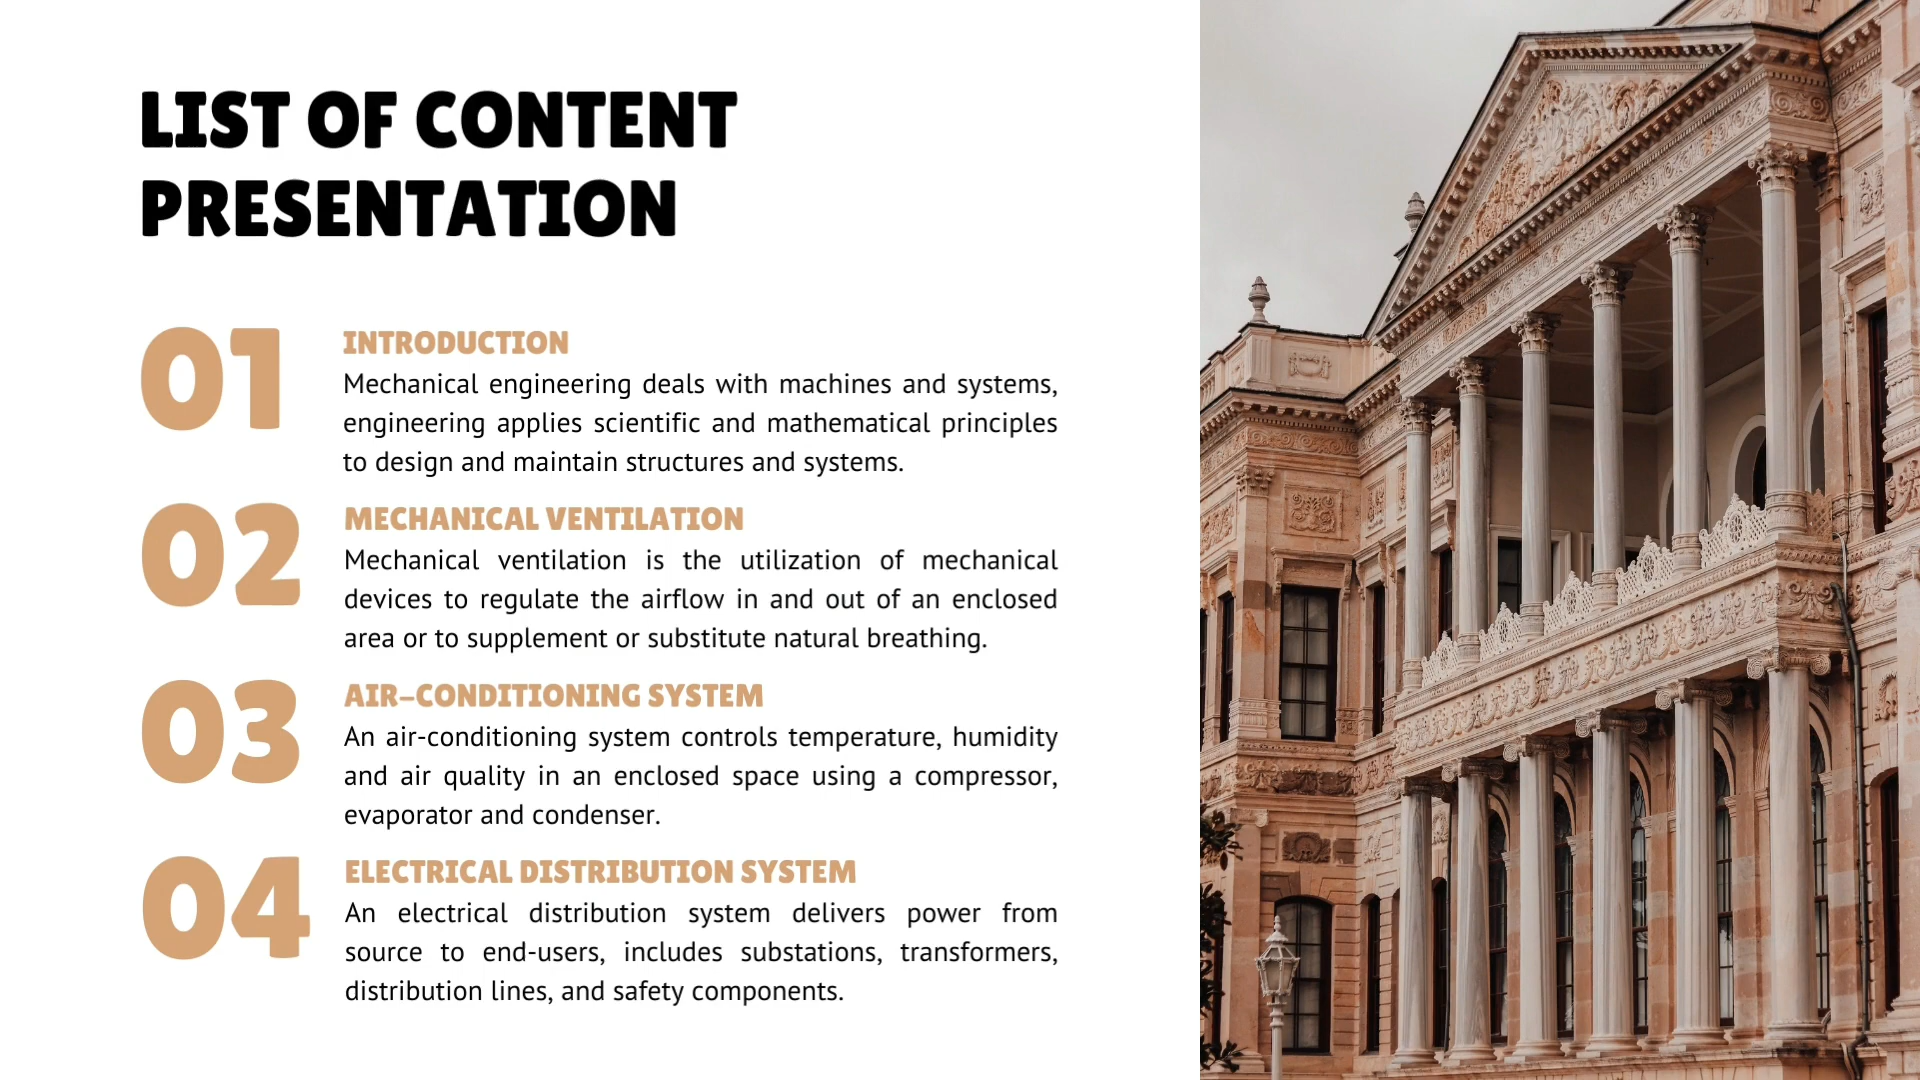 LIST OF CONTENT
PRESENTATION
01
INTRODUCTION
Mechanical engineering deals with machines and systems,
engineering applies scientific and mathematical principles
to design and maintain structures and systems.
02
MECHANICAL VENTILATION
Mechanical ventilation is the utilization of mechanical
devices to regulate the airflow in and out of an enclosed
area or to supplement or substitute natural breathing.
03
AIR-CONDITIONING SYSTEM
An air-conditioning system controls temperature, humidity
and air quality in an enclosed space using a compressor,
evaporator and condenser.
04
ELECTRICAL DISTRIBUTION SYSTEM
An electrical distribution system delivers power from
source to end-users, includes substations, transformers,
distribution lines, and safety components.